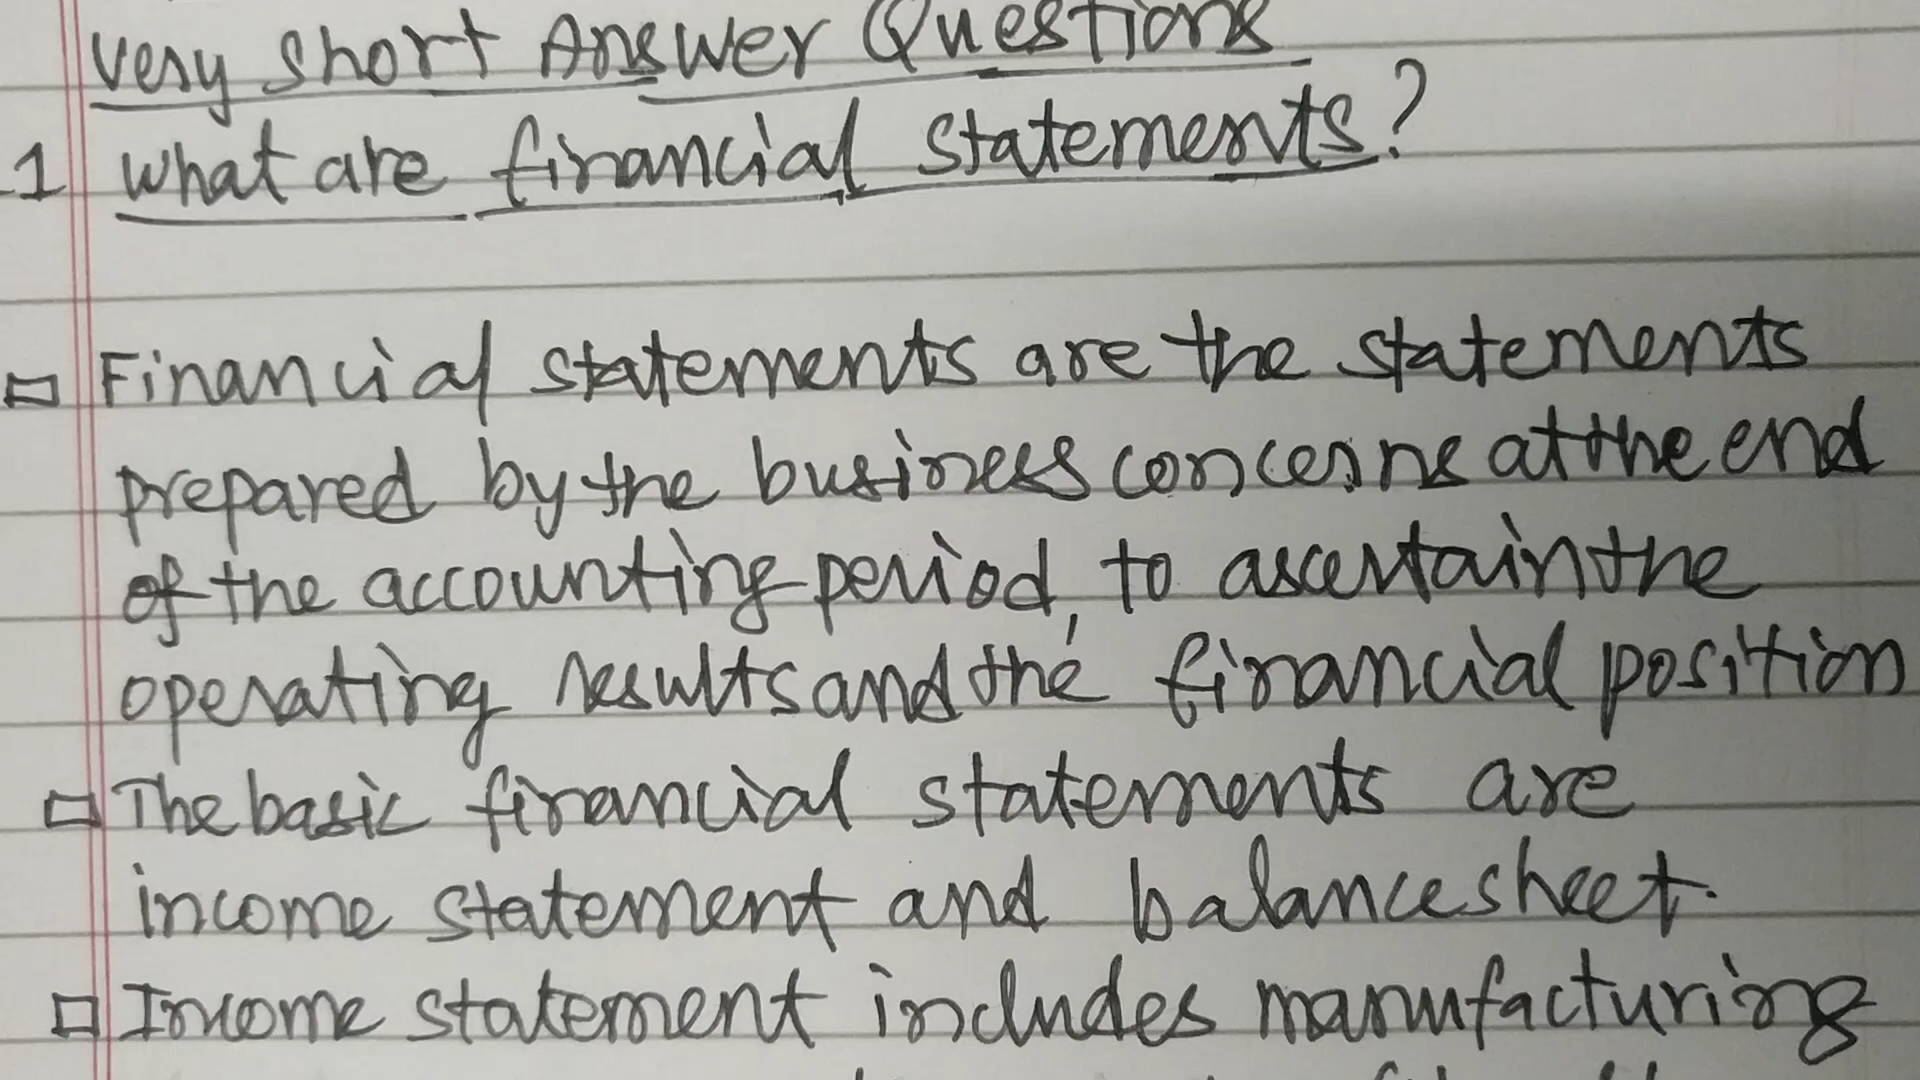 Very Short Answer Questions
1 What are financial statements?
Financial statements are the statements
prepared by the business concerns at the end
of the accounting period, to ascertain the
operating results and the financial position
The basic financial statements are
income statement and balance sheet.
Income statement includes manufacturing